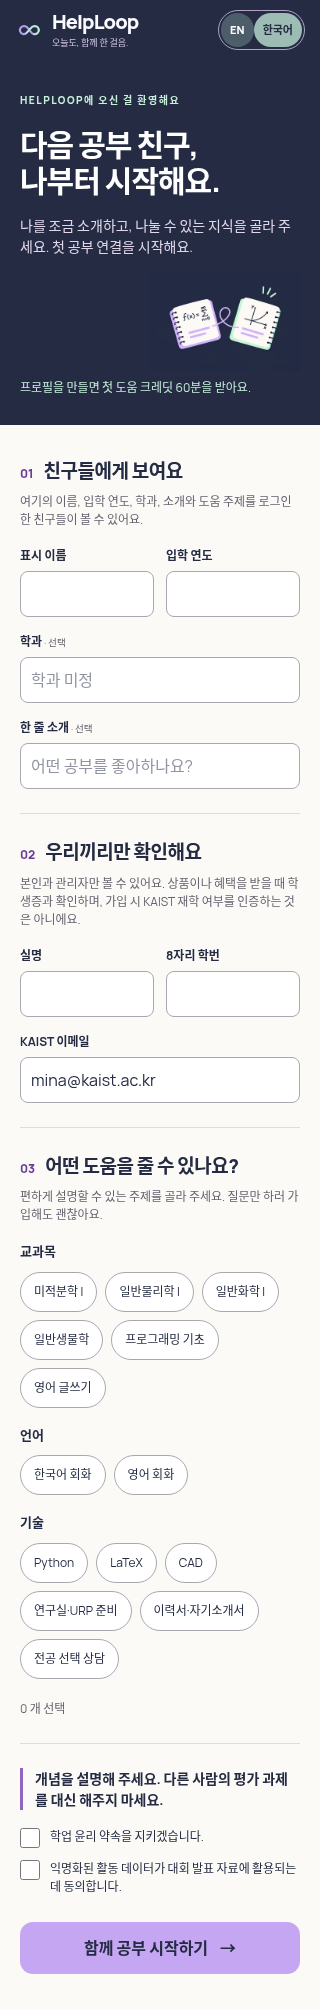 HelpLoop
오늘도, 함께 한 걸음.
EN 한국어
HELPLOOP에 오신 걸 환영해요
다음 공부 친구,
나부터 시작해요.
나를 조금 소개하고, 나눌 수 있는 지식을 골라 주
세요. 첫 공부 연결을 시작해요.
프로필을 만들면 첫 도움 크레딧 60분을 받아요.
01 친구들에게 보여요
여기의 이름, 입학 연도, 학과, 소개와 도움 주제를 로그인
한 친구들이 볼 수 있어요.
표시 이름 입학 연도
학과 · 선택
학과 미정
한 줄 소개 · 선택
어떤 공부를 좋아하나요?
02 우리끼리만 확인해요
본인과 관리자만 볼 수 있어요. 상품이나 혜택을 받을 때 학
생증과 확인하며, 가입 시 KAIST 재학 여부를 인증하는 것
은 아니에요.
실명 8자리 학번
KAIST 이메일
mina@kaist.ac.kr
03 어떤 도움을 줄 수 있나요?
편하게 설명할 수 있는 주제를 골라 주세요. 질문만 하러 가
입해도 괜찮아요.
교과목
미적분학 I 일반물리학 I 일반화학 I
일반생물학 프로그래밍 기초
영어 글쓰기
언어
한국어 회화 영어 회화
기술
Python LaTeX CAD
연구실·URP 준비 이력서·자기소개서
전공 선택 상담
0 개 선택
개념을 설명해 주세요. 다른 사람의 평가 과제
를 대신 해주지 마세요.
학업 윤리 약속을 지키겠습니다.
익명화된 활동 데이터가 대회 발표 자료에 활용되는
데 동의합니다.
함께 공부 시작하기 →